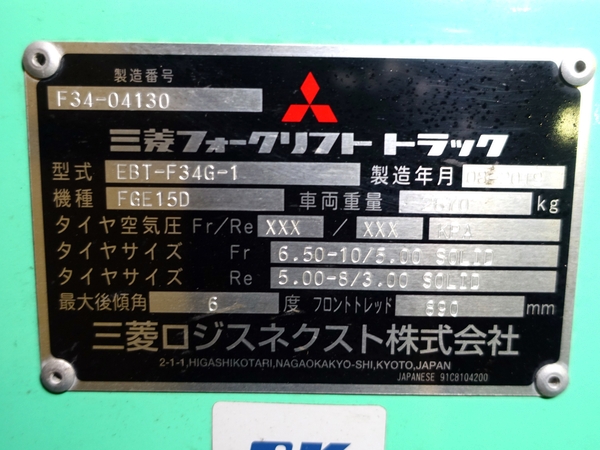 製造番号
F34-04130
三菱フォークリフト トラック
型式 EBT-F34G-1 製造年月
機種 FGE15D 車両重量 kg
タイヤ空気圧 Fr/Re XXX / XXX
タイヤサイズ Fr 6.50-10/5.00 SOLID
タイヤサイズ Re 5.00-8/3.00 SOLID
最大後傾角 6 度 フロントトレッド 890 mm
三菱ロジスネクスト株式会社
2-1-1,HIGASHIKOTARI,NAGAOKAKYO-SHI,KYOTO,JAPAN
JAPANESE 91C8104200